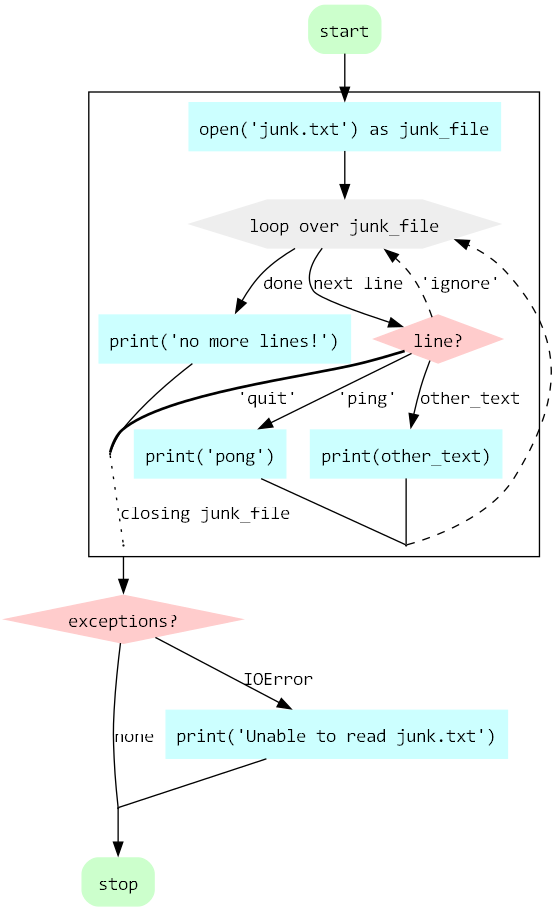 start
open('junk.txt') as junk_file
loop over junk_file
done
next line
'ignore'
print('no more lines!')
line?
'quit'
'ping'
other_text
print('pong')
print(other_text)
closing junk_file
exceptions?
IOError
none
print('Unable to read junk.txt')
stop